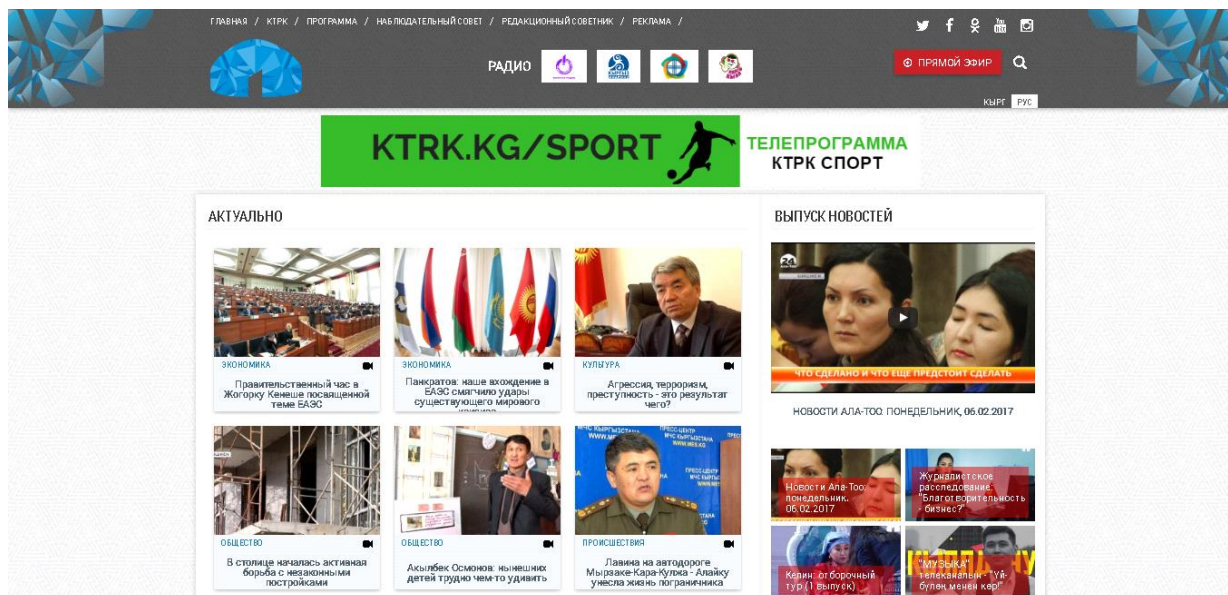 ГЛАВНАЯ / КТРК / ПРОГРАММА / НАБЛЮДАТЕЛЬНЫЙ СОВЕТ / РЕДАКЦИОННЫЙ СОВЕТНИК / РЕКЛАМА /
РАДИО
ПРЯМОЙ ЭФИР
КЫРГ РУС
KTRK.KG/SPORT
ТЕЛЕПРОГРАММА
КТРК СПОРТ
АКТУАЛЬНО
ЭКОНОМИКА
Правительственный час в
Жогорку Кенеше посвященной
теме ЕАЭС
ЭКОНОМИКА
Панкратов: наше вхождение в
ЕАЭС смягчило удары
существующего мирового
КУЛЬТУРА
Агрессия, терроризм,
преступность - это результат
чего?
ОБЩЕСТВО
В столице началась активная
борьба с незаконными
постройками
ОБЩЕСТВО
Акылбек Осмонов: нынешних
детей трудно чем-то удивить
ПРОИСШЕСТВИЯ
Лавина на автодороге
Мырзаке-Кара-Кулжа - Алайку
унесла жизнь пограничника
ВЫПУСК НОВОСТЕЙ
24
ЧТО СДЕЛАНО И ЧТО ЕЩЕ ПРЕДСТОИТ СДЕЛАТЬ
НОВОСТИ АЛА-ТОО: ПОНЕДЕЛЬНИК, 06.02.2017
Новости Ала-Тоо:
понедельник.
06.02.2017
Журналистское
расследование:
"Благотворительность
- бизнес?"
Келин: отборочный
тур (1 выпуск)
"МУЗЫКА"
телеканалын - "Үй-
бүлөң менен кел!"